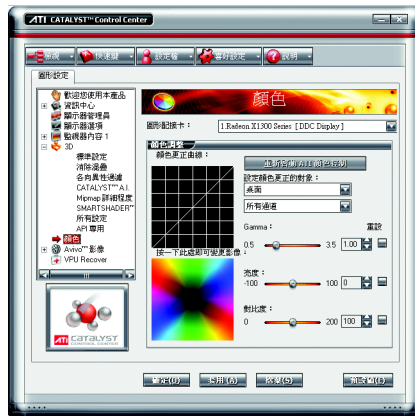 ATI CATALYST™ Control Center
檢視
快速鍵
設定檔
喜好設定
說明
圖形設定
歡迎您使用本產品
資訊中心
顯示器管理員
顯示器選項
監視器內容 1
3D
標準設定
消除混疊
各向異性過濾
CATALYST™ A.I.
Mipmap 詳細程度
SMARTSHADER™
所有設定
API 專用
顏色
Avivo™ 影像
VPU Recover
ATI CATALYST
CONTROL CENTER
顏色
圖形配接卡：
1.Radeon X1300 Series [ DDC Display ]
顏色調整
顏色更正曲線：
按一下此處即可變更影像：
設定顏色更正的對象：
桌面
所有通道
Gamma：
重設
0.5 3.5 1.00
亮度：
-100 100 0
對比度：
0 200 100
確定(O)
套用(A)
預設值(E)